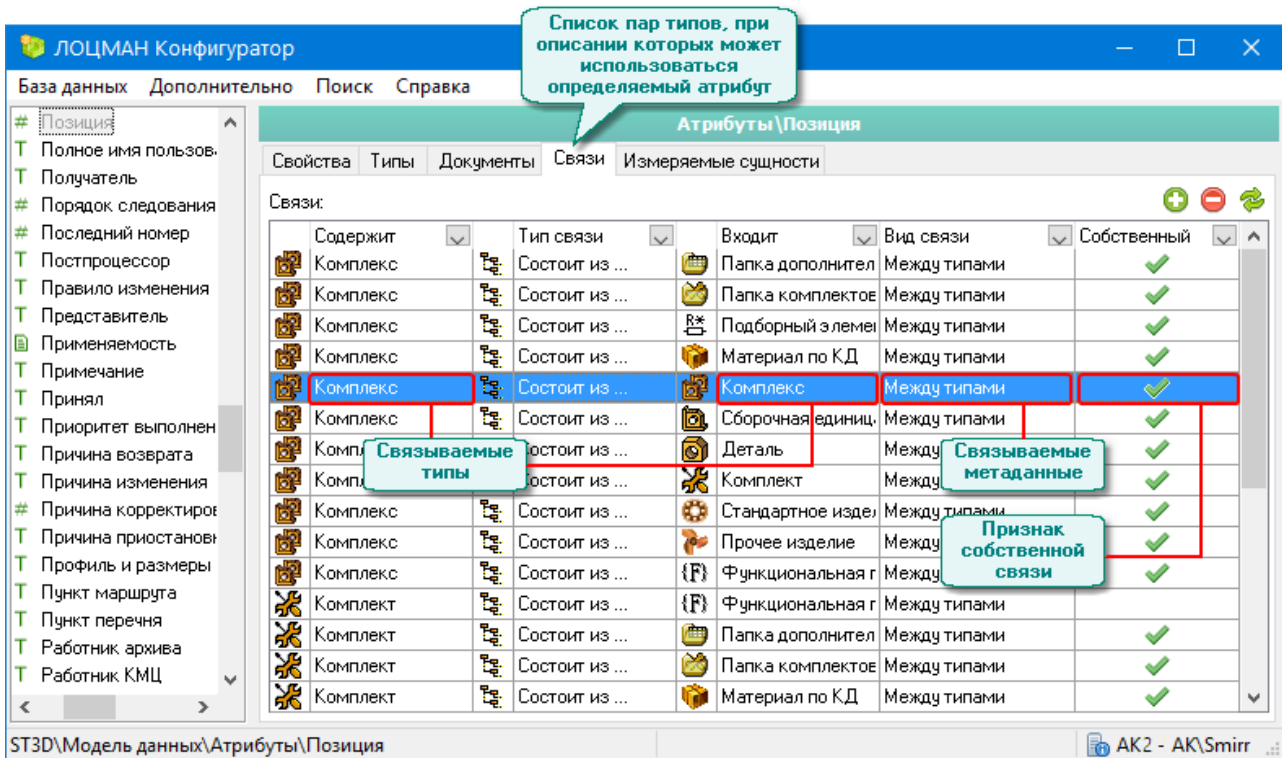 Список пар типов, при
описании которых может
использоваться
определяемый атрибут
ЛОЦМАН Конфигуратор
База данных Дополнительно Поиск Справка
# Позиция
T Полное имя пользов
T Получатель
# Порядок следования
# Последний номер
T Постпроцессор
T Правило изменения
T Представитель
Применяемость
T Примечание
T Принял
T Приоритет выполнен
T Причина возврата
T Причина изменения
# Причина корректиров
T Причина приостановк
T Профиль и размеры
T Пункт маршрута
T Пункт перечня
T Работник архива
T Работник КМЦ
Атрибуты\Позиция
Свойства Типы Документы Связи Измеряемые сущности
Связи:
Содержит Тип связи Входит Вид связи Собственный
Комплекс Состоит из ... Папка дополнител Между типами
Комплекс Состоит из ... Папка комплектов Между типами
Комплекс Состоит из ... R* Подборный элемен Между типами
Комплекс Состоит из ... Материал по КД Между типами
Комплекс Состоит из ... Комплекс Между типами
Комплекс Состоит из ... Сборочная единиц Между типами
Компл Состоит из ... Деталь Между
Связываемые
типы
Связываемые
метаданные
Компл Состоит из ... Комплект Между
Комплекс Состоит из ... Стандартное издел Между типами
Комплекс Состоит из ... Прочее изделие Между
Признак
собственной
связи
Комплекс Состоит из ... {F} Функциональная г Между
Комплект Состоит из ... {F} Функциональная г Между типами
Комплект Состоит из ... Папка дополнител Между типами
Комплект Состоит из ... Папка комплектов Между типами
Комплект Состоит из ... Материал по КД Между типами
ST3D\Модель данных\Атрибуты\Позиция
AK2 - AK\Smirr